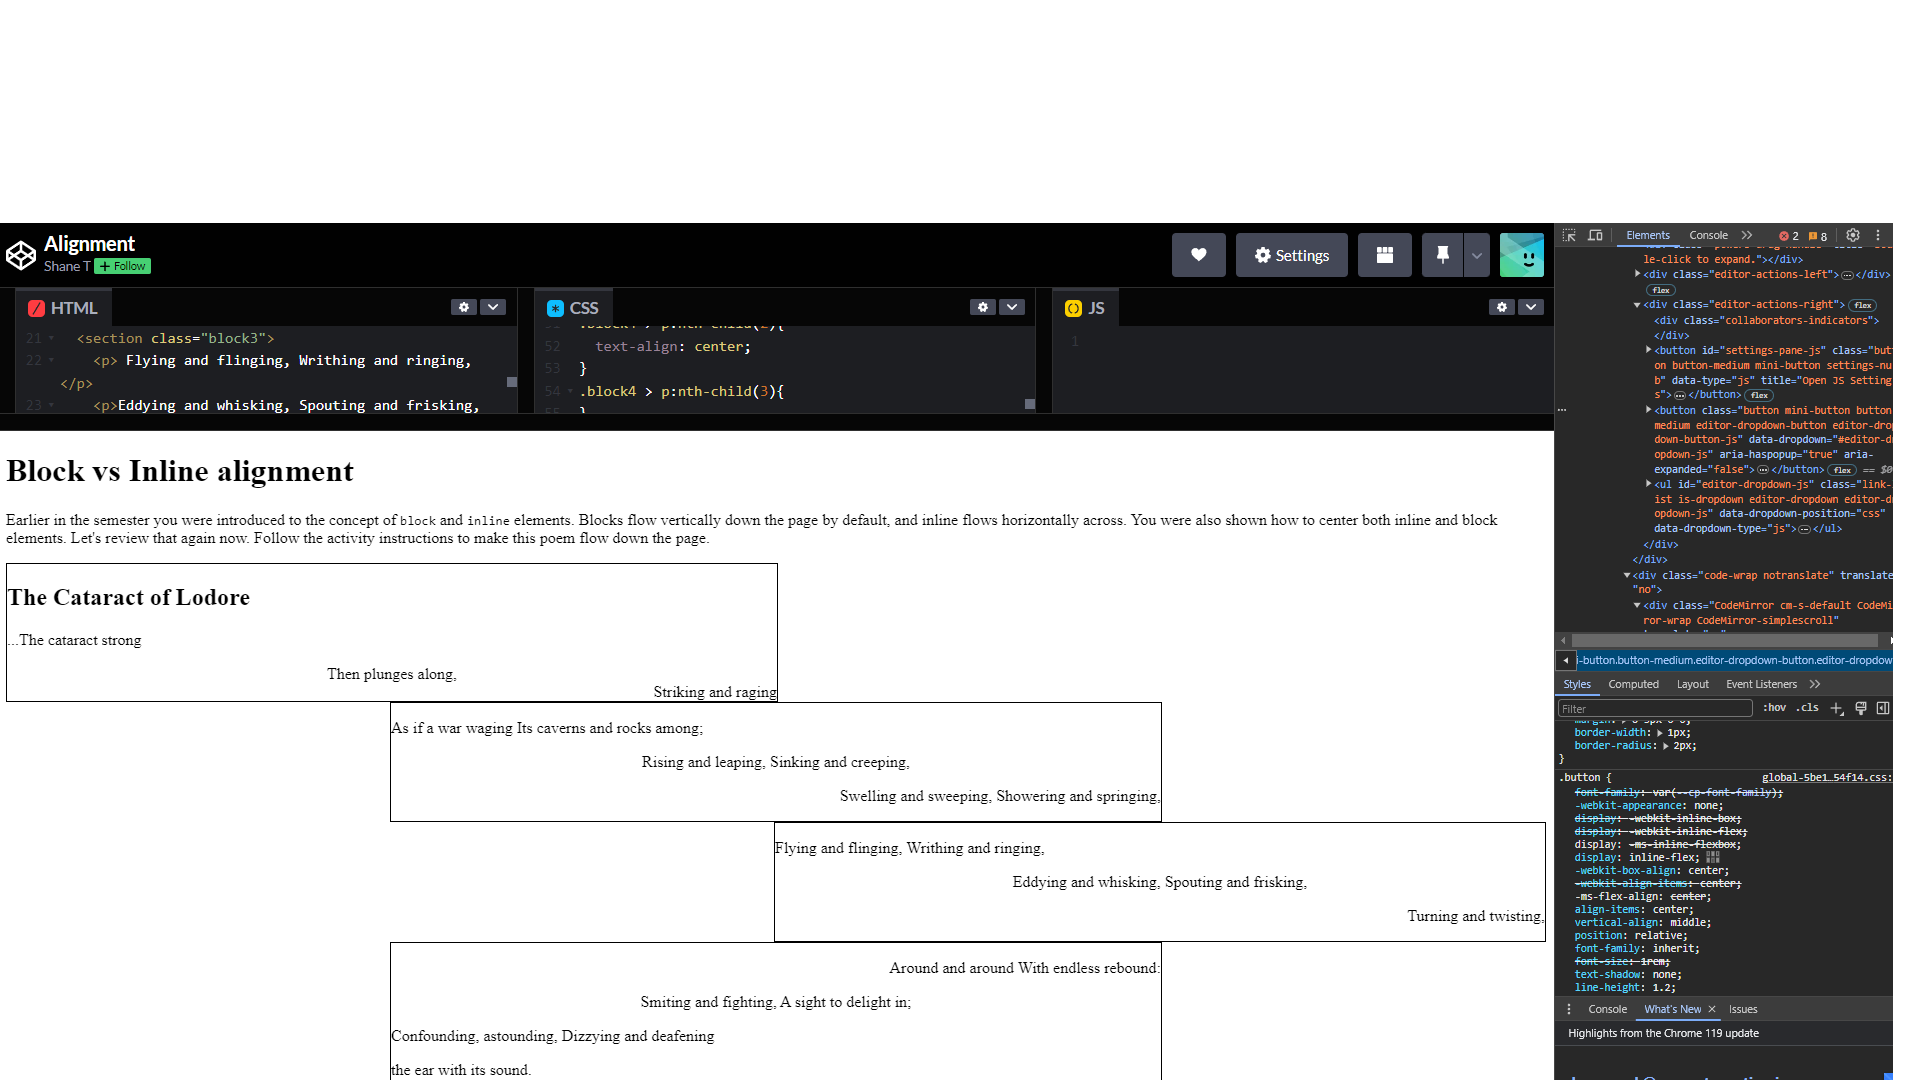 Alignment
Shane T + Follow
Settings
HTML
CSS
JS
21 <section class="block3">
22 <p> Flying and flinging, Writhing and ringing,
</p>
23 <p>Eddying and whisking, Spouting and frisking,
52 text-align: center;
53 }
54 .block4 > p:nth-child(3){
1
Block vs Inline alignment
Earlier in the semester you were introduced to the concept of block and inline elements. Blocks flow vertically down the page by default, and inline flows horizontally across. You were also shown how to center both inline and block
elements. Let's review that again now. Follow the activity instructions to make this poem flow down the page.
The Cataract of Lodore
...The cataract strong
Then plunges along,
Striking and raging
As if a war waging Its caverns and rocks among;
Rising and leaping, Sinking and creeping,
Swelling and sweeping, Showering and springing,
Flying and flinging, Writhing and ringing,
Eddying and whisking, Spouting and frisking,
Turning and twisting,
Around and around With endless rebound:
Smiting and fighting, A sight to delight in;
Confounding, astounding, Dizzying and deafening
the ear with its sound.
Elements Console 2 8
le-click to expand."></div>
<div class="editor-actions-left"> </div>
flex
<div class="editor-actions-right"> flex
<div class="collaborators-indicators">
</div>
<button id="settings-pane-js" class="butt
on button-medium mini-button settings-nu
b" data-type="js" title="Open JS Setting
s"> </button> flex
<button class="button mini-button button-
medium editor-dropdown-button editor-drop
down-button-js" data-dropdown="#editor-dr
opdown-js" aria-haspopup="true" aria-
expanded="false"> </button> flex == $0
<ul id="editor-dropdown-js" class="link-l
ist is-dropdown editor-dropdown editor-dr
opdown-js" data-dropdown-position="css"
data-dropdown-type="js"> </ul>
</div>
</div>
<div class="code-wrap notranslate" translate
"no">
<div class="CodeMirror cm-s-default CodeMir
ror-wrap CodeMirror-simplescroll"
i-button.button-medium.editor-dropdown-button.editor-dropdow
Styles Computed Layout Event Listeners
Filter :hov .cls
border-width: 1px;
border-radius: 2px;
}
.button { global-5be1…54f14.css:
font-family: var(--cp-font-family);
-webkit-appearance: none;
display: -webkit-inline-box;
display: -webkit-inline-flex;
display: -ms-inline-flexbox;
display: inline-flex;
-webkit-box-align: center;
-webkit-align-items: center;
-ms-flex-align: center;
align-items: center;
vertical-align: middle;
position: relative;
font-family: inherit;
font-size: 1rem;
text-shadow: none;
line-height: 1.2;
Console What's New Issues
Highlights from the Chrome 119 update